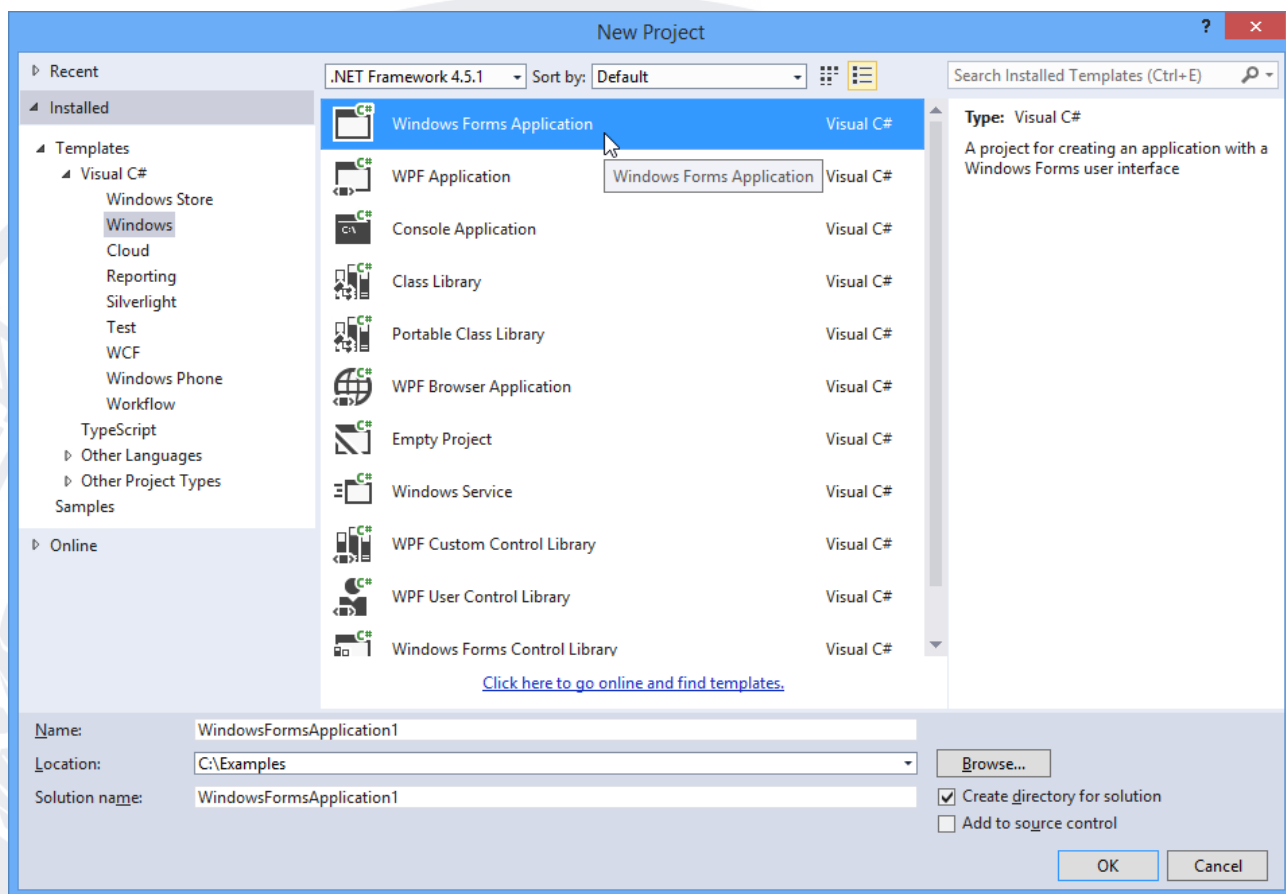 New Project
?
Recent
Installed
Templates
Visual C#
Windows Store
Windows
Cloud
Reporting
Silverlight
Test
WCF
Windows Phone
Workflow
TypeScript
Other Languages
Other Project Types
Samples
Online
.NET Framework 4.5.1 Sort by: Default
C# Windows Forms Application Visual C#
C# WPF Application Visual C#
Windows Forms Application
C# C:\ Console Application Visual C#
C# Class Library Visual C#
C# Portable Class Library Visual C#
C# WPF Browser Application Visual C#
C# Empty Project Visual C#
C# Windows Service Visual C#
C# WPF Custom Control Library Visual C#
C# WPF User Control Library Visual C#
C# Windows Forms Control Library Visual C#
Click here to go online and find templates.
Search Installed Templates (Ctrl+E)
Type: Visual C#
A project for creating an application with a
Windows Forms user interface
Name: WindowsFormsApplication1
Location: C:\Examples Browse...
Solution name: WindowsFormsApplication1
Create directory for solution
Add to source control
OK Cancel